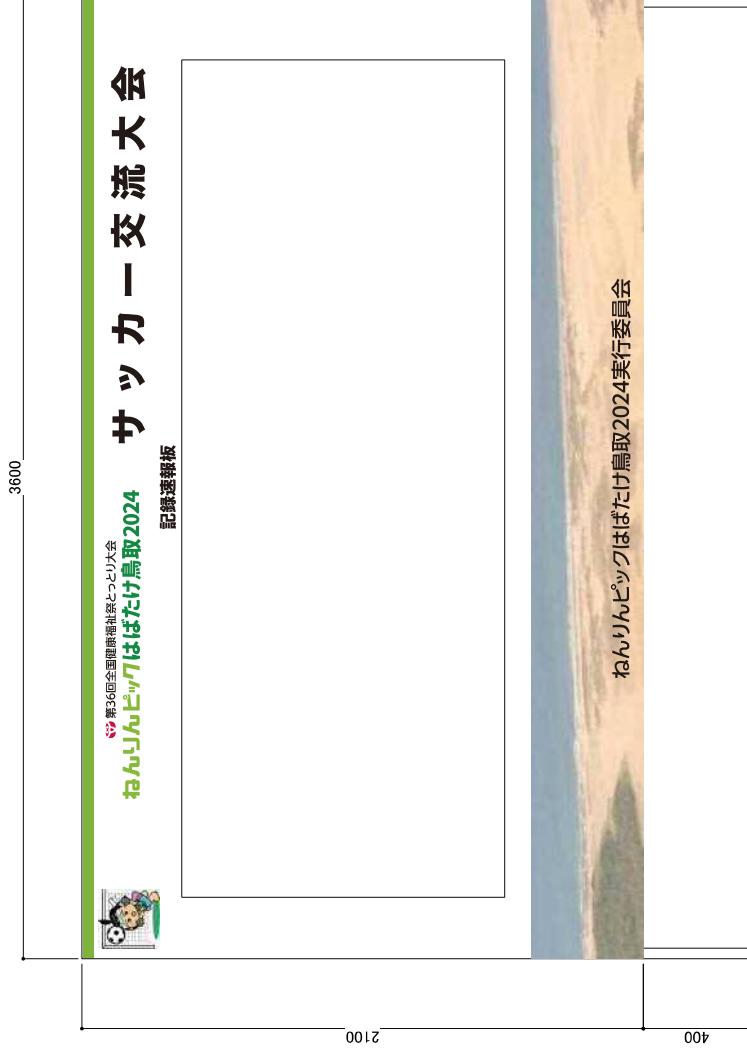 第36回全国健康福祉祭とっとり大会
ねんりんピックはばたけ鳥取2024
サッカー交流大会
記録速報板
ねんりんピックはばたけ鳥取2024実行委員会
3600
2100
400